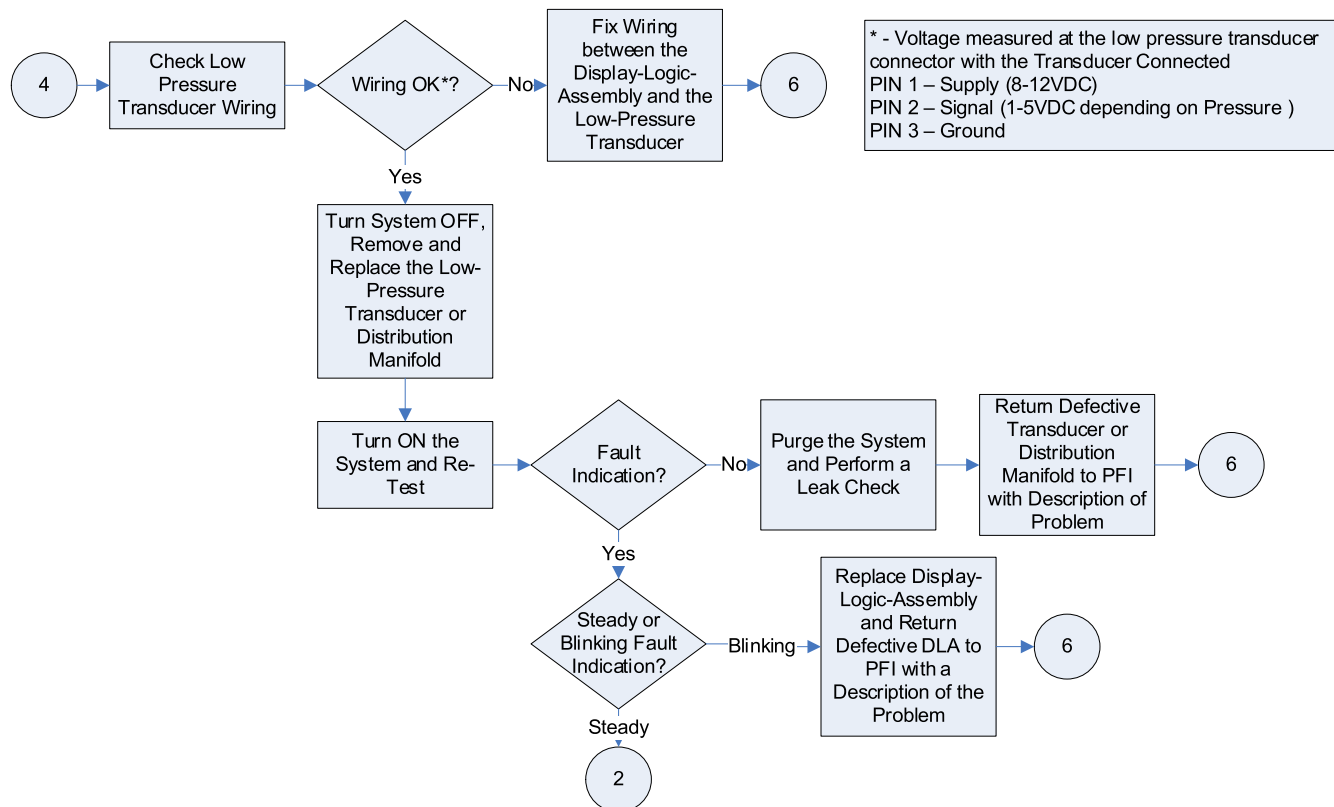 4
Check Low
Pressure
Transducer Wiring
Wiring OK*?
No
Fix Wiring
between the
Display-Logic-
Assembly and the
Low-Pressure
Transducer
6
* - Voltage measured at the low pressure transducer
connector with the Transducer Connected
PIN 1 – Supply (8-12VDC)
PIN 2 – Signal (1-5VDC depending on Pressure )
PIN 3 – Ground
Yes
Turn System OFF,
Remove and
Replace the Low-
Pressure
Transducer or
Distribution
Manifold
Turn ON the
System and Re-
Test
Fault
Indication?
No
Purge the System
and Perform a
Leak Check
Return Defective
Transducer or
Distribution
Manifold to PFI
with Description of
Problem
6
Yes
Steady or
Blinking Fault
Indication?
Blinking
Replace Display-
Logic-Assembly
and Return
Defective DLA to
PFI with a
Description of the
Problem
6
Steady
2